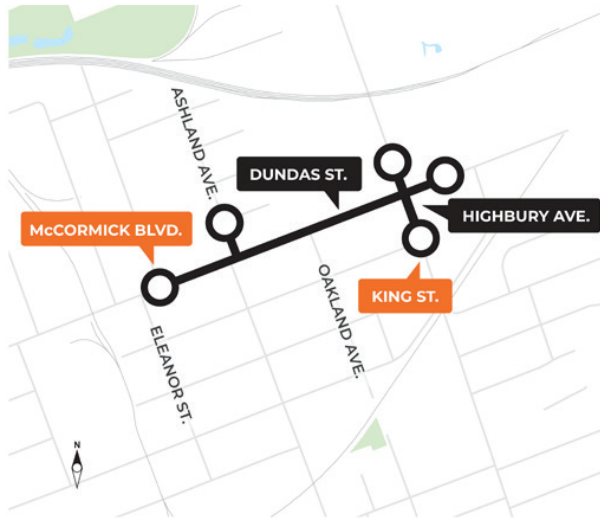 ASHLAND AVE.
DUNDAS ST.
HIGHBURY AVE.
McCORMICK BLVD.
KING ST.
OAKLAND AVE.
ELEANOR ST.
N